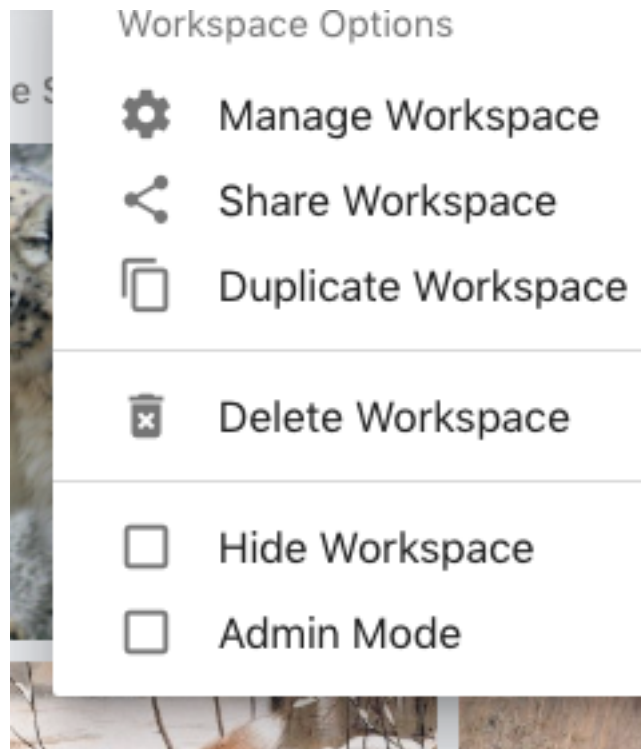 Workspace Options
e S
Manage Workspace
Share Workspace
Duplicate Workspace
Delete Workspace
Hide Workspace
Admin Mode